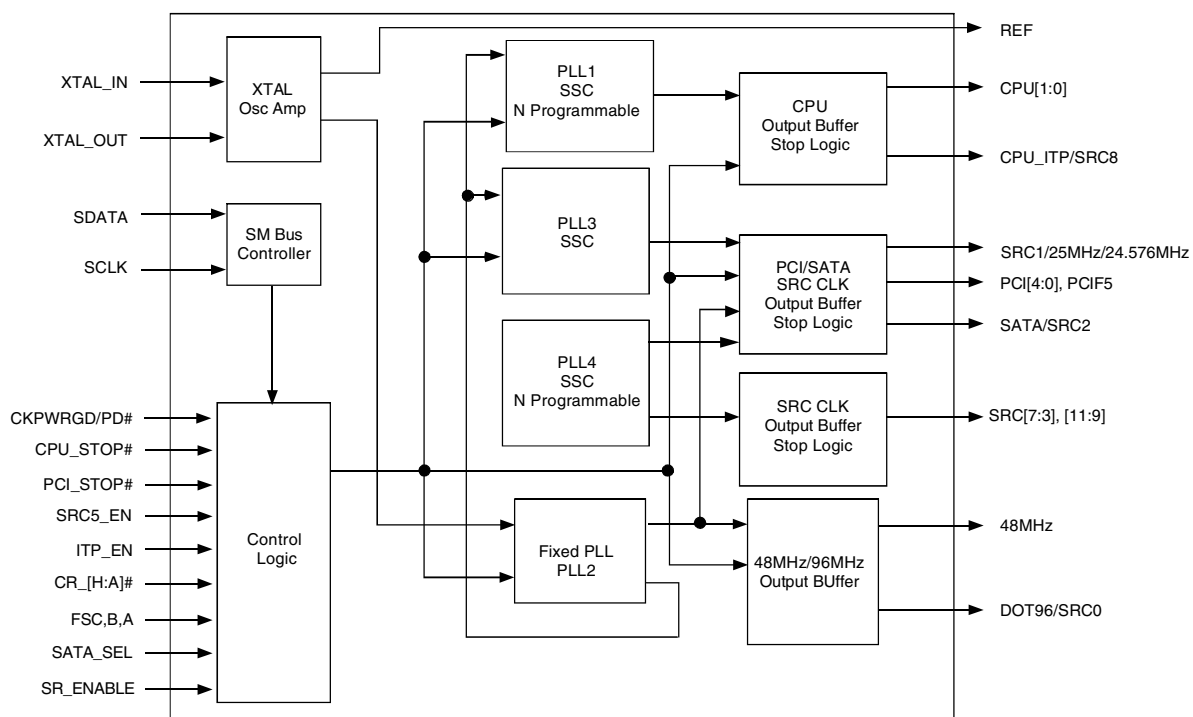 REF
XTAL_IN
XTAL_OUT
XTAL
Osc Amp
PLL1
SSC
N Programmable
CPU
Output Buffer
Stop Logic
CPU[1:0]
CPU_ITP/SRC8
SDATA
SCLK
SM Bus
Controller
PLL3
SSC
PCI/SATA
SRC CLK
Output Buffer
Stop Logic
SRC1/25MHz/24.576MHz
PCI[4:0], PCIF5
SATA/SRC2
PLL4
SSC
N Programmable
SRC CLK
Output Buffer
Stop Logic
SRC[7:3], [11:9]
CKPWRGD/PD#
CPU_STOP#
PCI_STOP#
SRC5_EN
ITP_EN
CR_[H:A]#
FSC,B,A
SATA_SEL
SR_ENABLE
Control
Logic
Fixed PLL
PLL2
48MHz/96MHz
Output BUffer
48MHz
DOT96/SRC0